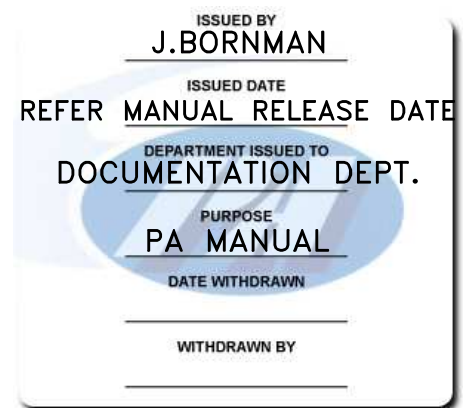 ISSUED BY
J.BORNMAN
ISSUED DATE
REFER MANUAL RELEASE DATE
DEPARTMENT ISSUED TO
DOCUMENTATION DEPT.
PURPOSE
PA MANUAL
DATE WITHDRAWN
WITHDRAWN BY